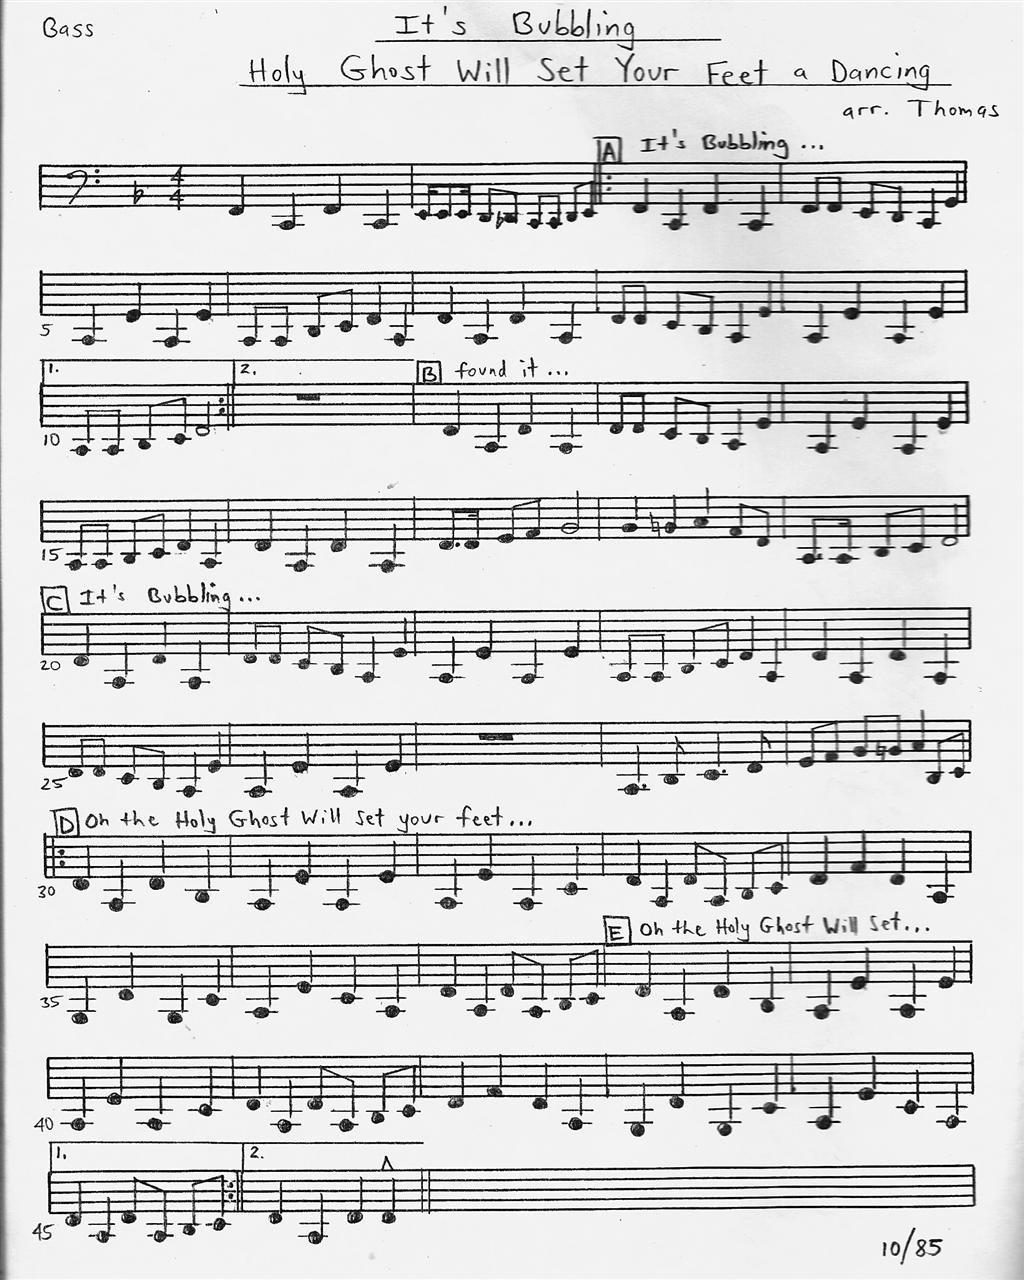 Bass
It's Bubbling
Holy Ghost Will Set Your Feet a Dancing
arr. Thomas
A It's Bubbling...
4
4
5
1. 2. B found it...
10
15
C It's Bubbling...
20
25
D Oh the Holy Ghost Will set your feet...
30
E Oh the Holy Ghost Will set...
35
40
1. 2.
45
10/85